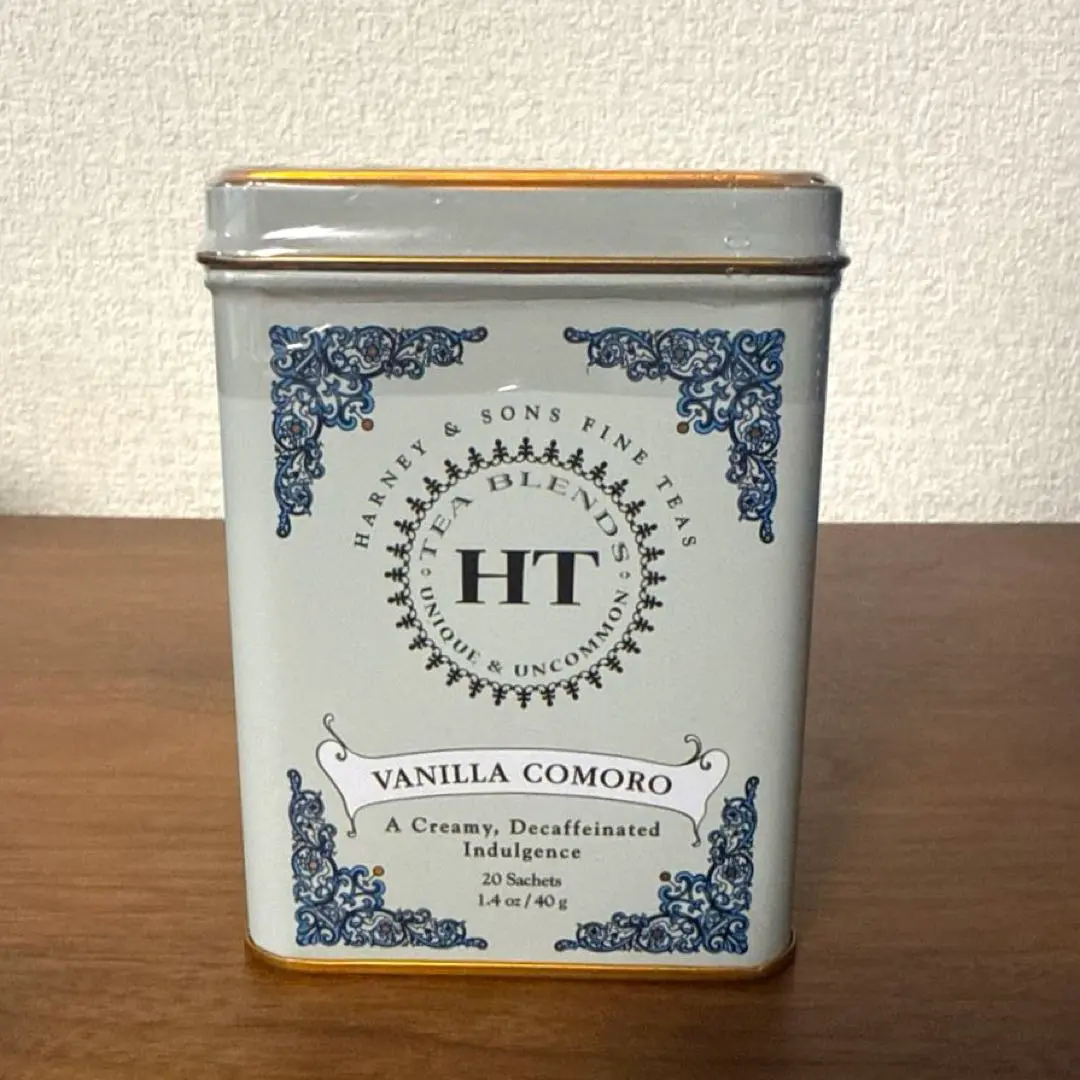 HARNEY & SONS FINE TEAS
TEA BLENDS
HT
UNIQUE & UNCOMMON
VANILLA COMORO
A Creamy, Decaffeinated
Indulgence
20 Sachets
1.4 oz / 40 g